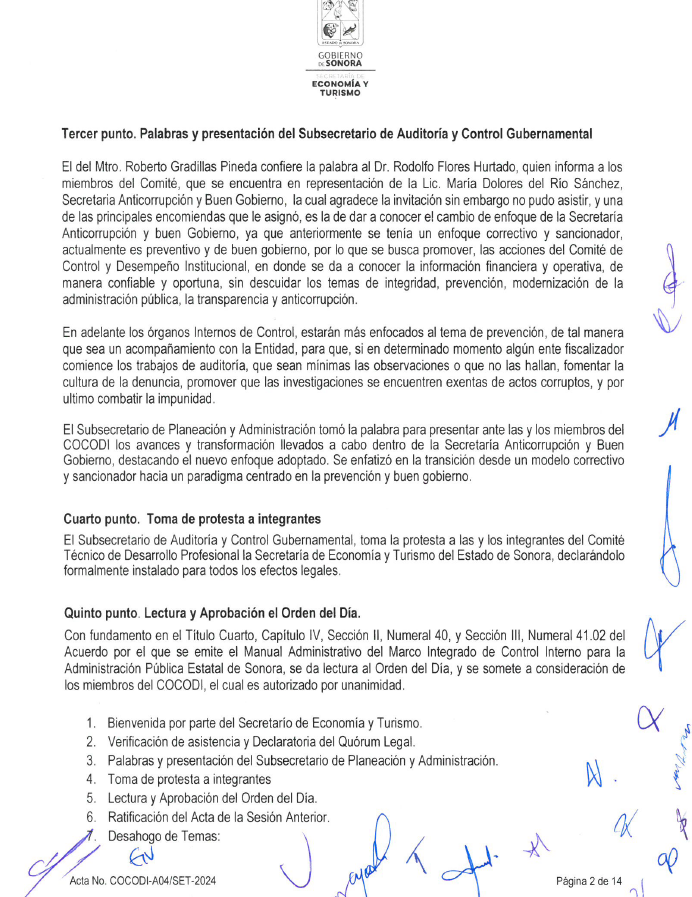 ESTADO DE SONORA
GOBIERNO
DE SONORA
SECRETARÍA DE
ECONOMÍA Y
TURISMO
Tercer punto. Palabras y presentación del Subsecretario de Auditoría y Control Gubernamental
El del Mtro. Roberto Gradillas Pineda confiere la palabra al Dr. Rodolfo Flores Hurtado, quien informa a los
miembros del Comité, que se encuentra en representación de la Lic. María Dolores del Río Sánchez,
Secretaria Anticorrupción y Buen Gobierno, la cual agradece la invitación sin embargo no pudo asistir, y una
de las principales encomiendas que le asignó, es la de dar a conocer el cambio de enfoque de la Secretaría
Anticorrupción y buen Gobierno, ya que anteriormente se tenía un enfoque correctivo y sancionador,
actualmente es preventivo y de buen gobierno, por lo que se busca promover, las acciones del Comité de
Control y Desempeño Institucional, en donde se da a conocer la información financiera y operativa, de
manera confiable y oportuna, sin descuidar los temas de integridad, prevención, modernización de la
administración pública, la transparencia y anticorrupción.
En adelante los órganos Internos de Control, estarán más enfocados al tema de prevención, de tal manera
que sea un acompañamiento con la Entidad, para que, si en determinado momento algún ente fiscalizador
comience los trabajos de auditoría, que sean mínimas las observaciones o que no las hallan, fomentar la
cultura de la denuncia, promover que las investigaciones se encuentren exentas de actos corruptos, y por
ultimo combatir la impunidad.
El Subsecretario de Planeación y Administración tomó la palabra para presentar ante las y los miembros del
COCODI los avances y transformación llevados a cabo dentro de la Secretaría Anticorrupción y Buen
Gobierno, destacando el nuevo enfoque adoptado. Se enfatizó en la transición desde un modelo correctivo
y sancionador hacia un paradigma centrado en la prevención y buen gobierno.
Cuarto punto. Toma de protesta a integrantes
El Subsecretario de Auditoría y Control Gubernamental, toma la protesta a las y los integrantes del Comité
Técnico de Desarrollo Profesional la Secretaría de Economía y Turismo del Estado de Sonora, declarándolo
formalmente instalado para todos los efectos legales.
Quinto punto. Lectura y Aprobación el Orden del Día.
Con fundamento en el Titulo Cuarto, Capítulo IV, Sección II, Numeral 40, y Sección III, Numeral 41.02 del
Acuerdo por el que se emite el Manual Administrativo del Marco Integrado de Control Interno para la
Administración Pública Estatal de Sonora, se da lectura al Orden del Día, y se somete a consideración de
los miembros del COCODI, el cual es autorizado por unanimidad.
1. Bienvenida por parte del Secretario de Economía y Turismo.
2. Verificación de asistencia y Declaratoria del Quórum Legal.
3. Palabras y presentación del Subsecretario de Planeación y Administración.
4. Toma de protesta a integrantes
5. Lectura y Aprobación del Orden del Día.
6. Ratificación del Acta de la Sesión Anterior.
7. Desahogo de Temas:
Acta No. COCODI-A04/SET-2024
Página 2 de 14